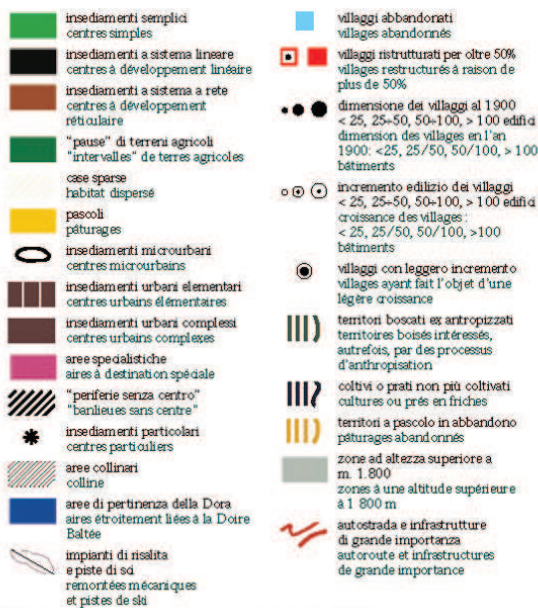 insediamenti semplici
centres simples
insediamenti a sistema lineare
centres à développement linéaire
insediamenti a sistema a rete
centres à développement
réticulaire
"pause" di terreni agricoli
"intervalles" de terres agricoles
case sparse
habitat dispersé
pascoli
pâturages
insediamenti microurbani
centres microurbains
insediamenti urbani elementari
centres urbains élémentaires
insediamenti urbani complessi
centres urbains complexes
aree specialistiche
aires à destination spéciale
"periferie senza centro"
"banlieues sans centre"
insediamenti particolari
centres particuliers
aree collinari
colline
aree di pertinenza della Dora
aires étroitement liées à la Doire
Baltée
impianti di risalita
e piste di sci
remontées mécaniques
et pistes de ski
villaggi abbandonati
villages abandonnés
villaggi ristrutturati per oltre 50%
villages restructurés à raison de
plus de 50%
dimensione dei villaggi al 1900
< 25, 25÷50, 50÷100, > 100 edifici
dimension des villages en l'an
1900: <25, 25/50, 50/100, > 100
bâtiments
incremento edilizio dei villaggi
< 25, 25÷50, 50÷100, > 100 edifici
croissance des villages :
< 25, 25/50, 50/100, >100
bâtiments
villaggi con leggero incremento
villages ayant fait l'objet d'une
légère croissance
territori boscati ex antropizzati
territoires boisés intéressés,
autrefois, par des processus
d'anthropisation
coltivi o prati non più coltivati
cultures ou prés en friches
territori a pascolo in abbandono
pâturages abandonnés
zone ad altezza superiore a
m. 1.800
zones à une altitude supérieure
à 1 800 m
autostrada e infrastrutture
di grande importanza
autoroute et infrastructures
de grande importance